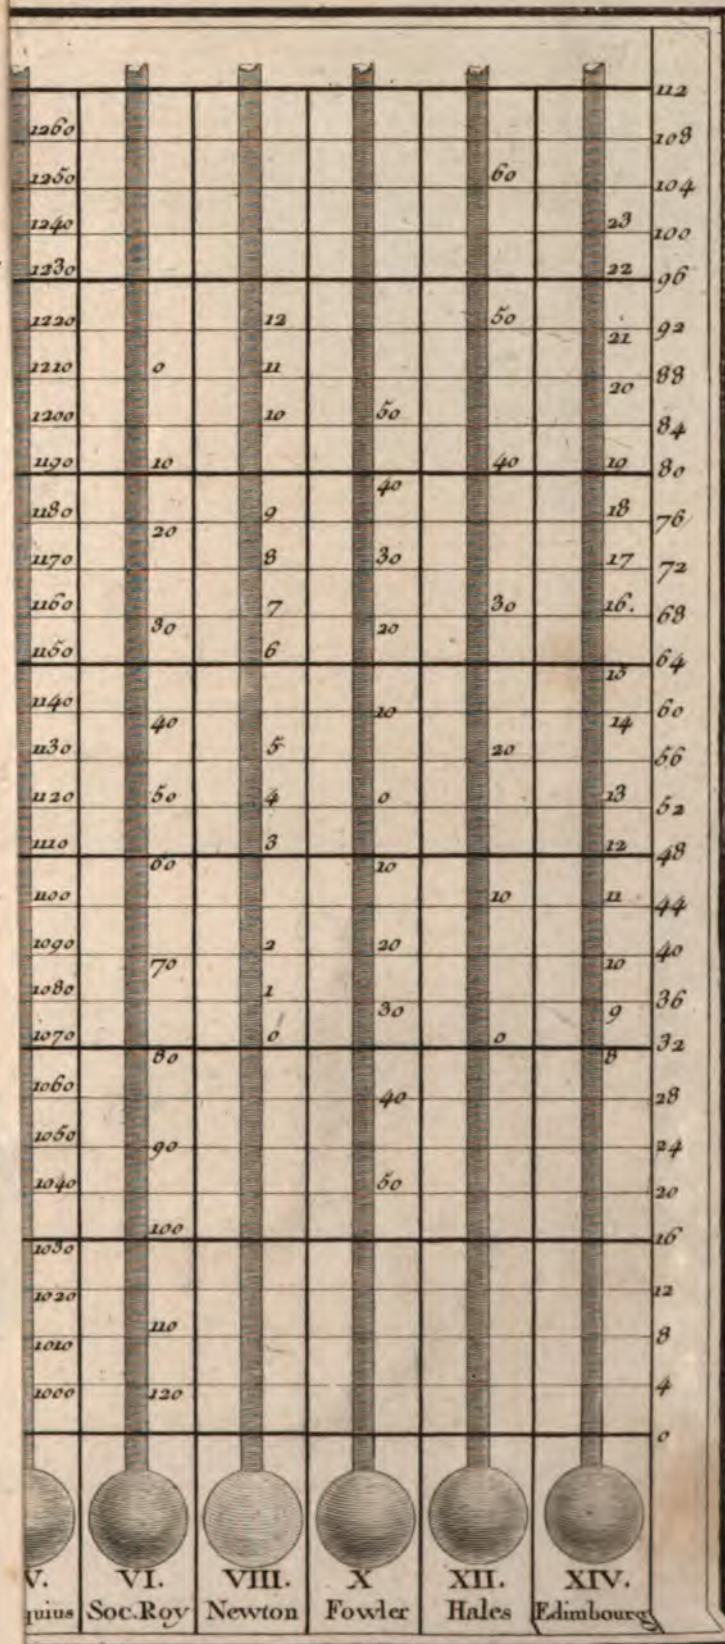 112
1260 108
1250 60 104
1240 23 100
1230 22 96
1220 12 50 21 92
1210 0 11 20 88
1200 10 50 84
1190 10 40 19 80
1180 20 9 40 18 76
1170 8 30 17 72
1160 30 7 20 30 16. 68
1150 6 15 64
1140 40 10 14 60
1130 5 20 56
1120 50 4 0 13 52
1110 60 3 10 12 48
1100 10 11 44
1090 70 2 20 10 40
1080 1 30 9 36
1070 80 0 0 8 32
1060 40 28
1050 90 24
1040 50 20
1030 100 16
1020 12
1010 110 8
1000 120 4
0
V. VI. VIII. X XII. XIV.
quius Soc. Roy Newton Fowler Hales Edimbourg